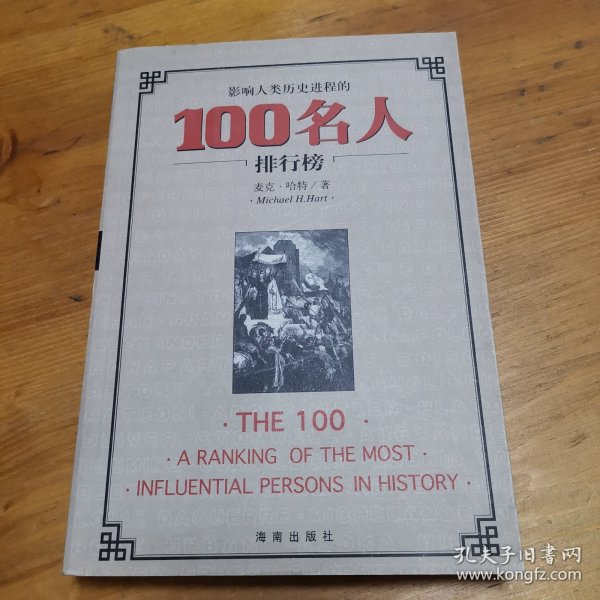 影响人类历史进程的
100名人
排行榜
麦克·哈特/著
·Michael H.Hart·
·THE 100·
·A RANKING OF THE MOST·
·INFLUENTIAL PERSONS IN HISTORY·
海南出版社
孔夫子旧书网
www.kongfz.com